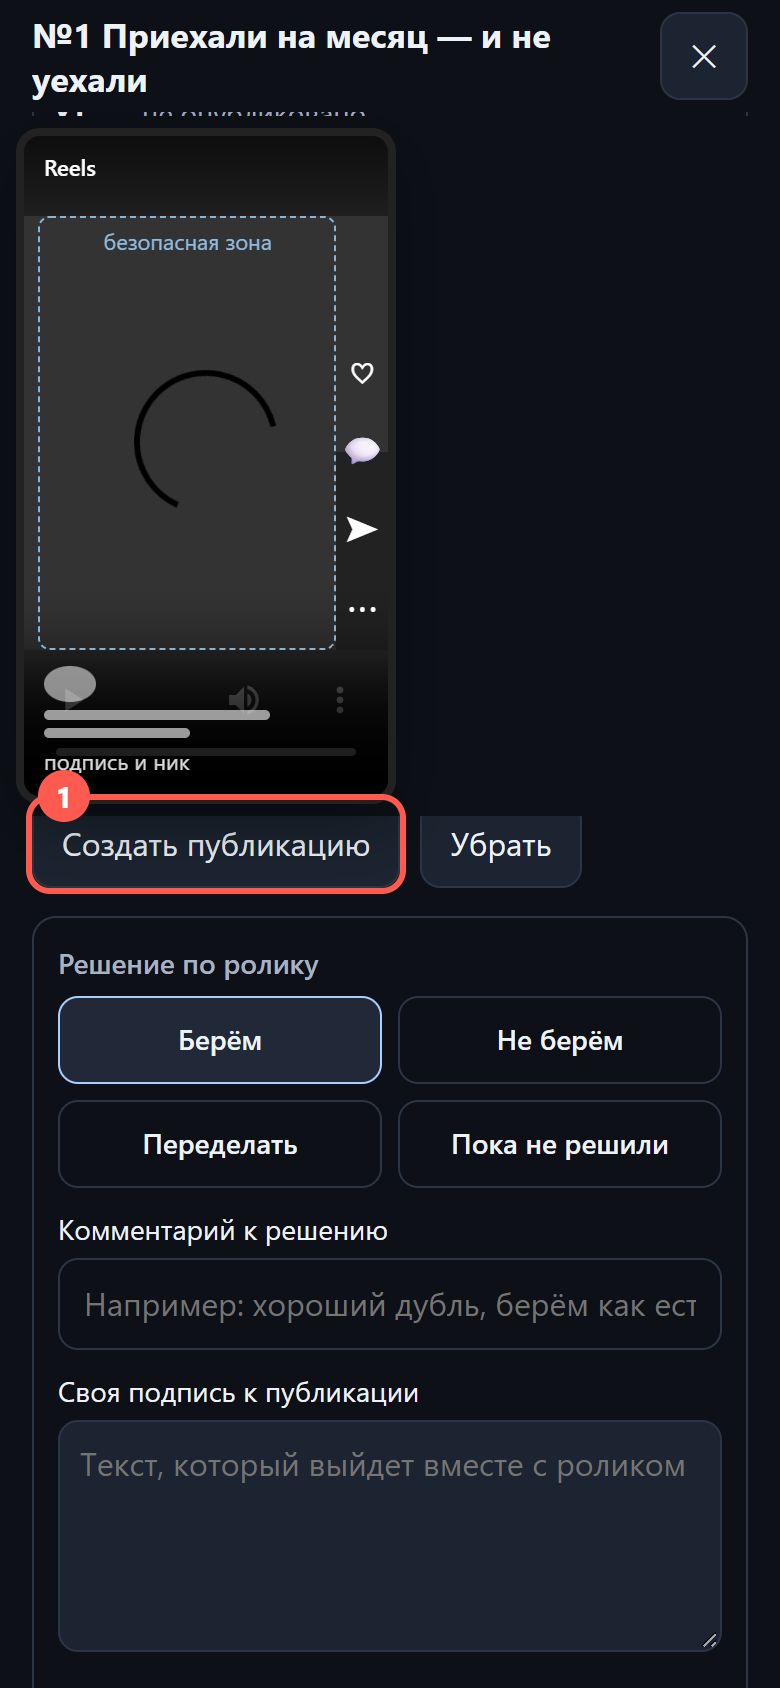 №1 Приехали на месяц — и не
уехали
Reels
безопасная зона
подпись и ник
1
Создать публикацию
Убрать
Решение по ролику
Берём
Не берём
Переделать
Пока не решили
Комментарий к решению
Например: хороший дубль, берём как ест
Своя подпись к публикации
Текст, который выйдет вместе с роликом